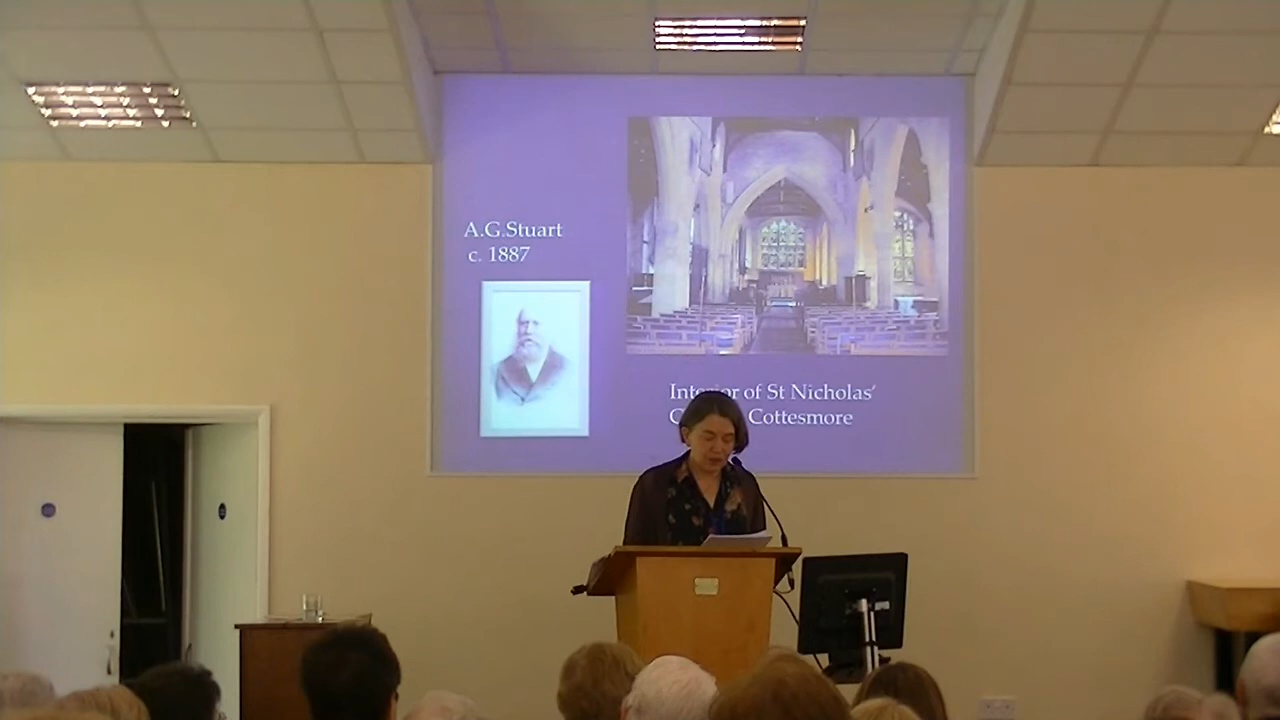 A.G.Stuart
c. 1887
Interior of St Nicholas'
Cottesmore